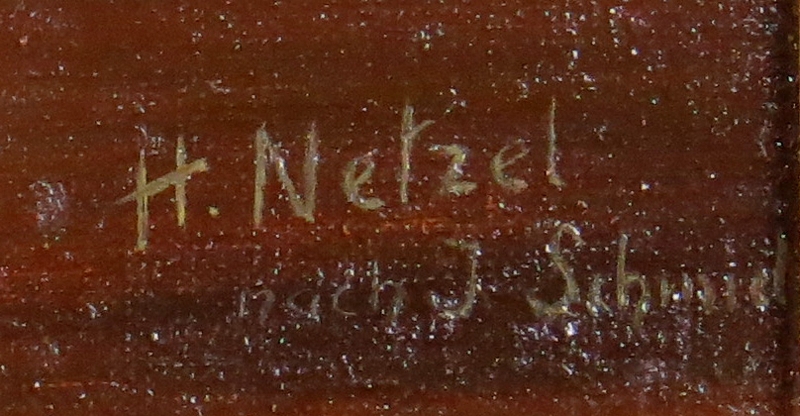 H. Netzel
nach J Schmid